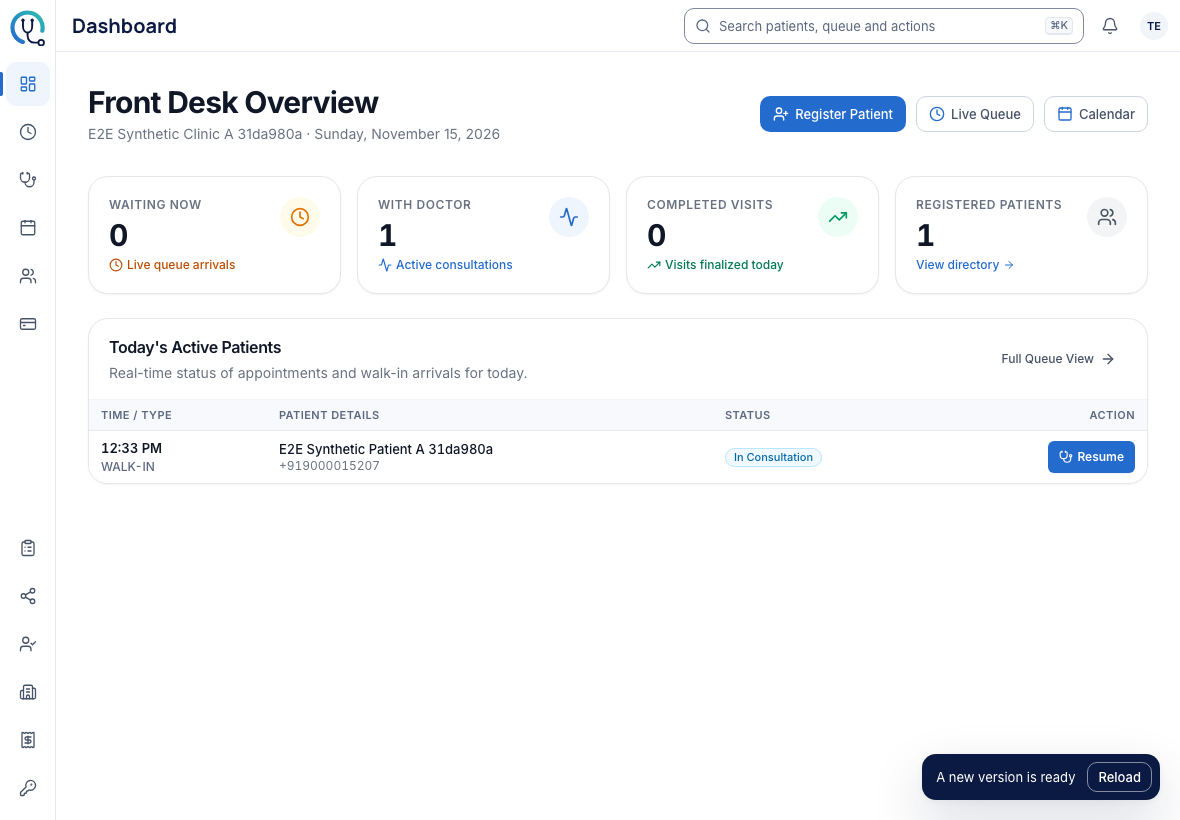 Dashboard
Search patients, queue and actions
⌘K
TE
Front Desk Overview
E2E Synthetic Clinic A 31da980a · Sunday, November 15, 2026
Register Patient
Live Queue
Calendar
WAITING NOW
0
Live queue arrivals
WITH DOCTOR
1
Active consultations
COMPLETED VISITS
0
Visits finalized today
REGISTERED PATIENTS
1
View directory →
Today's Active Patients
Real-time status of appointments and walk-in arrivals for today.
Full Queue View →
TIME / TYPE PATIENT DETAILS STATUS ACTION
12:33 PM
WALK-IN
E2E Synthetic Patient A 31da980a
+919000015207
In Consultation
Resume
A new version is ready
Reload